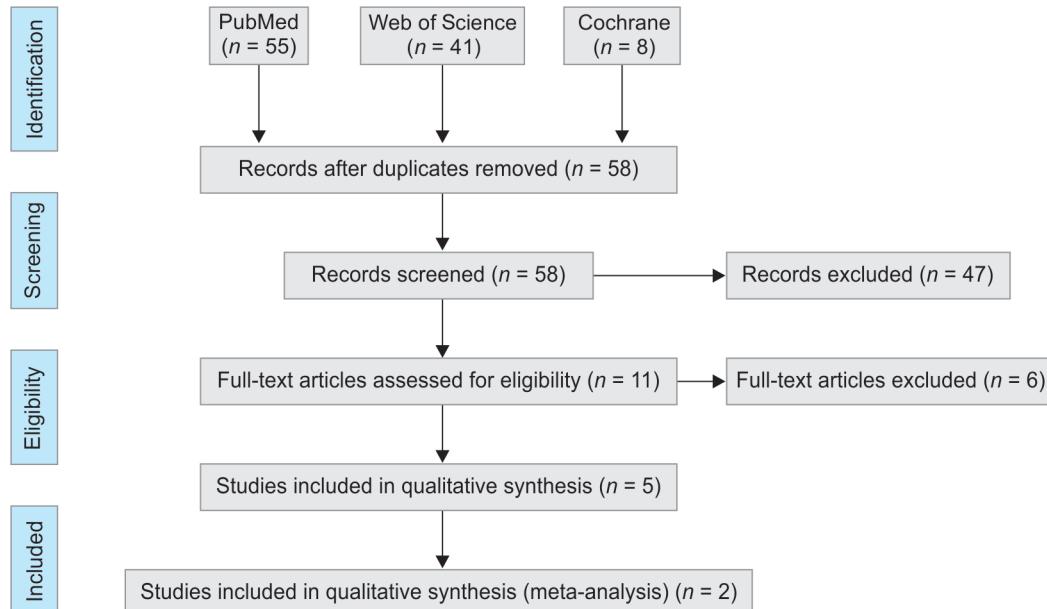 Identification
PubMed
(n = 55)
Web of Science
(n = 41)
Cochrane
(n = 8)
Records after duplicates removed (n = 58)
Screening
Records screened (n = 58)
Records excluded (n = 47)
Eligibility
Full-text articles assessed for eligibility (n = 11)
Full-text articles excluded (n = 6)
Studies included in qualitative synthesis (n = 5)
Included
Studies included in qualitative synthesis (meta-analysis) (n = 2)